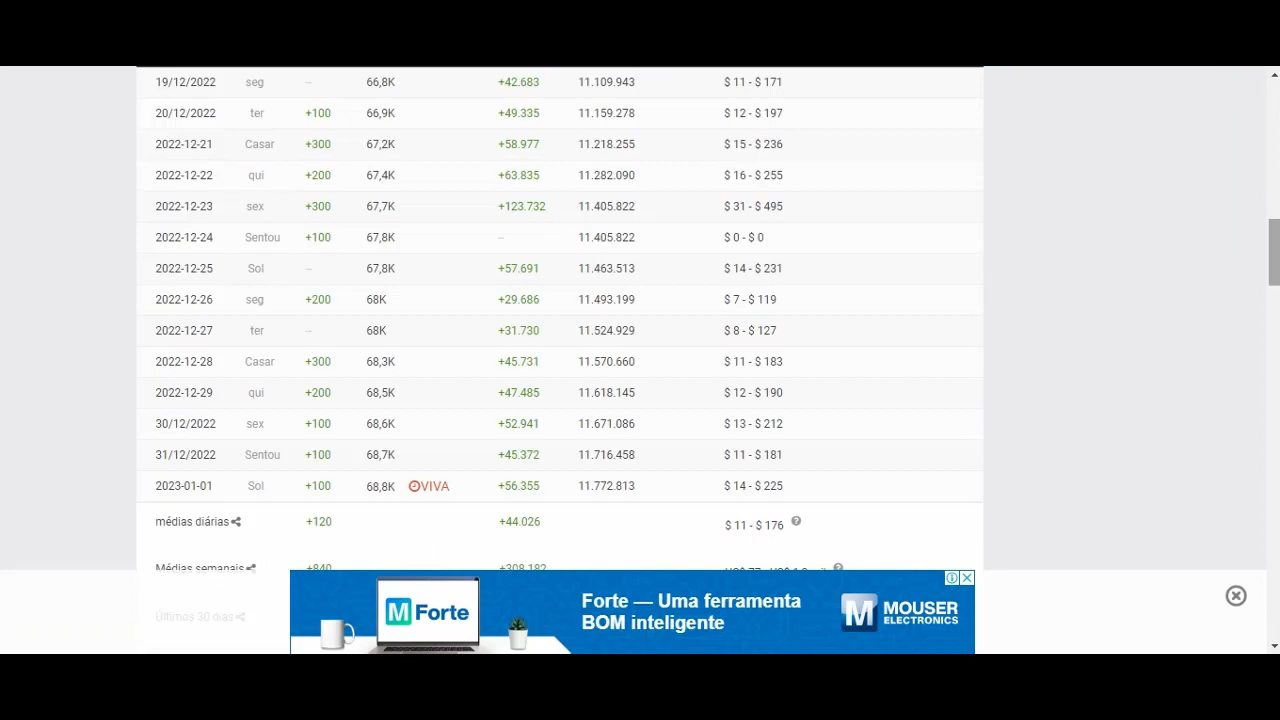 19/12/2022 seg – 66,8K +42.683 11.109.943 $ 11 - $ 171
20/12/2022 ter +100 66,9K +49.335 11.159.278 $ 12 - $ 197
2022-12-21 Casar +300 67,2K +58.977 11.218.255 $ 15 - $ 236
2022-12-22 qui +200 67,4K +63.835 11.282.090 $ 16 - $ 255
2022-12-23 sex +300 67,7K +123.732 11.405.822 $ 31 - $ 495
2022-12-24 Sentou +100 67,8K – 11.405.822 $ 0 - $ 0
2022-12-25 Sol – 67,8K +57.691 11.463.513 $ 14 - $ 231
2022-12-26 seg +200 68K +29.686 11.493.199 $ 7 - $ 119
2022-12-27 ter – 68K +31.730 11.524.929 $ 8 - $ 127
2022-12-28 Casar +300 68,3K +45.731 11.570.660 $ 11 - $ 183
2022-12-29 qui +200 68,5K +47.485 11.618.145 $ 12 - $ 190
30/12/2022 sex +100 68,6K +52.941 11.671.086 $ 13 - $ 212
31/12/2022 Sentou +100 68,7K +45.372 11.716.458 $ 11 - $ 181
2023-01-01 Sol +100 68,8K VIVA +56.355 11.772.813 $ 14 - $ 225
médias diárias +120 +44.026 $ 11 - $ 176
Médias semanais +840 +308.182
Últimos 30 dias
M Forte
Forte — Uma ferramenta
BOM inteligente
M MOUSER
ELECTRONICS